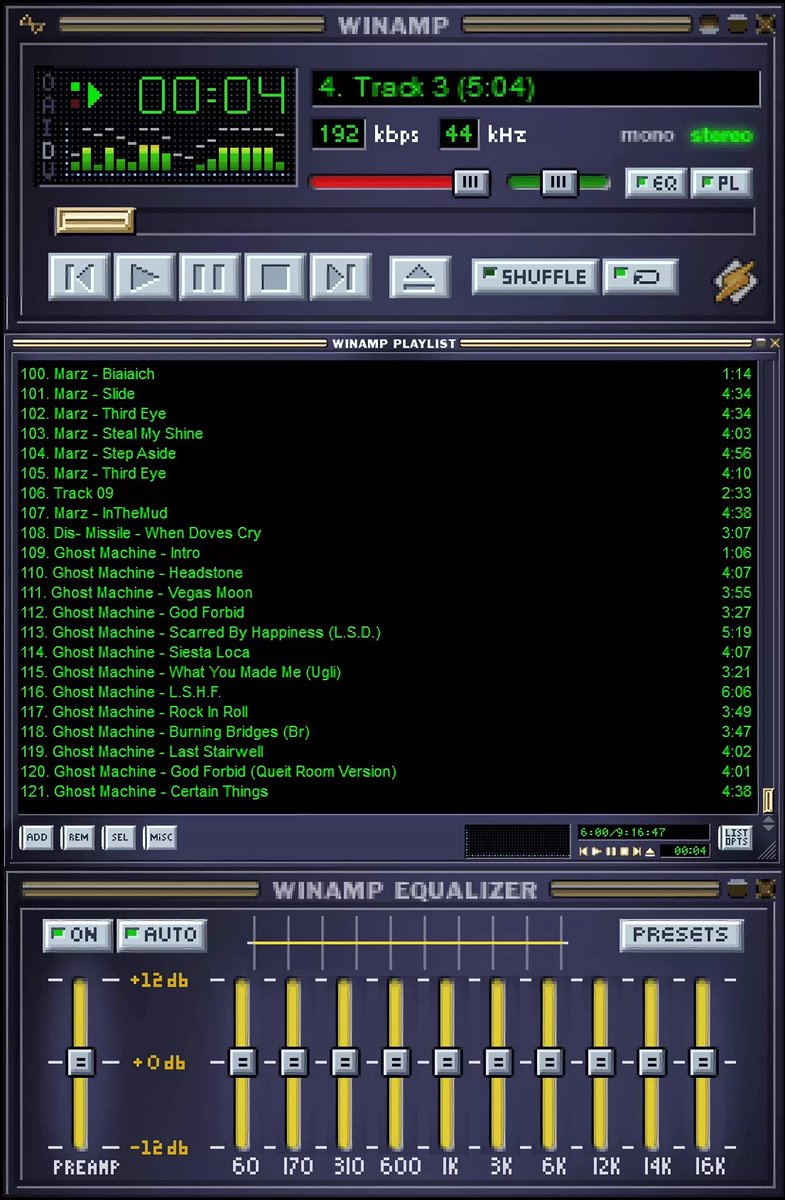 WINAMP
O
A
I
D
V
00:04
4. Track 3 (5:04)
192 kbps 44 kHz
mono stereo
EQ PL
SHUFFLE
WINAMP PLAYLIST
100. Marz - Biaiaich 1:14
101. Marz - Slide 4:34
102. Marz - Third Eye 4:34
103. Marz - Steal My Shine 4:03
104. Marz - Step Aside 4:56
105. Marz - Third Eye 4:10
106. Track 09 2:33
107. Marz - InTheMud 4:38
108. Dis- Missile - When Doves Cry 3:07
109. Ghost Machine - Intro 1:06
110. Ghost Machine - Headstone 4:07
111. Ghost Machine - Vegas Moon 3:55
112. Ghost Machine - God Forbid 3:27
113. Ghost Machine - Scarred By Happiness (L.S.D.) 5:19
114. Ghost Machine - Siesta Loca 4:07
115. Ghost Machine - What You Made Me (Ugli) 3:21
116. Ghost Machine - L.S.H.F. 6:06
117. Ghost Machine - Rock In Roll 3:49
118. Ghost Machine - Burning Bridges (Br) 3:47
119. Ghost Machine - Last Stairwell 4:02
120. Ghost Machine - God Forbid (Queit Room Version) 4:01
121. Ghost Machine - Certain Things 4:38
ADD REM SEL MISC
6:00/9:16:47
00:04
LIST
OPTS
WINAMP EQUALIZER
ON AUTO PRESETS
+12 db
+0 db
-12 db
PREAMP 60 170 310 600 1K 3K 6K 12K 14K 16K